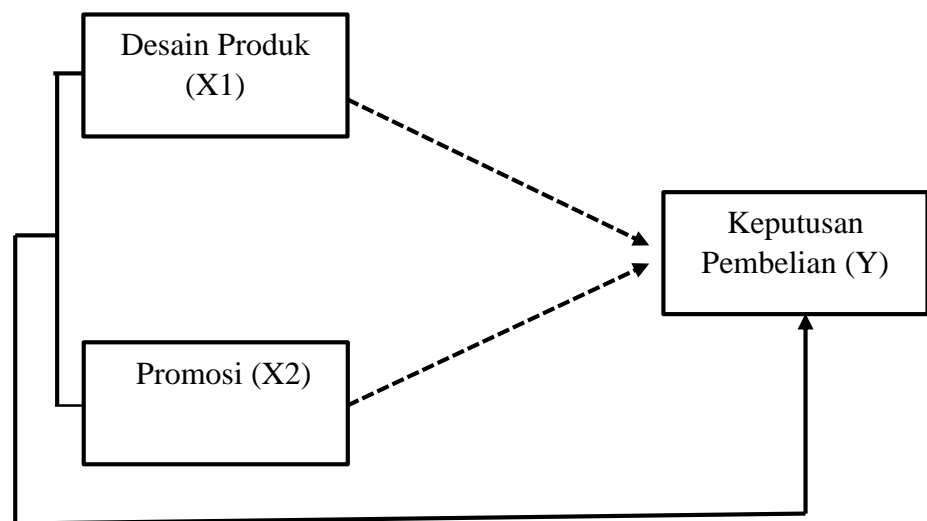 Desain Produk
(X1)
Keputusan
Pembelian (Y)
Promosi (X2)